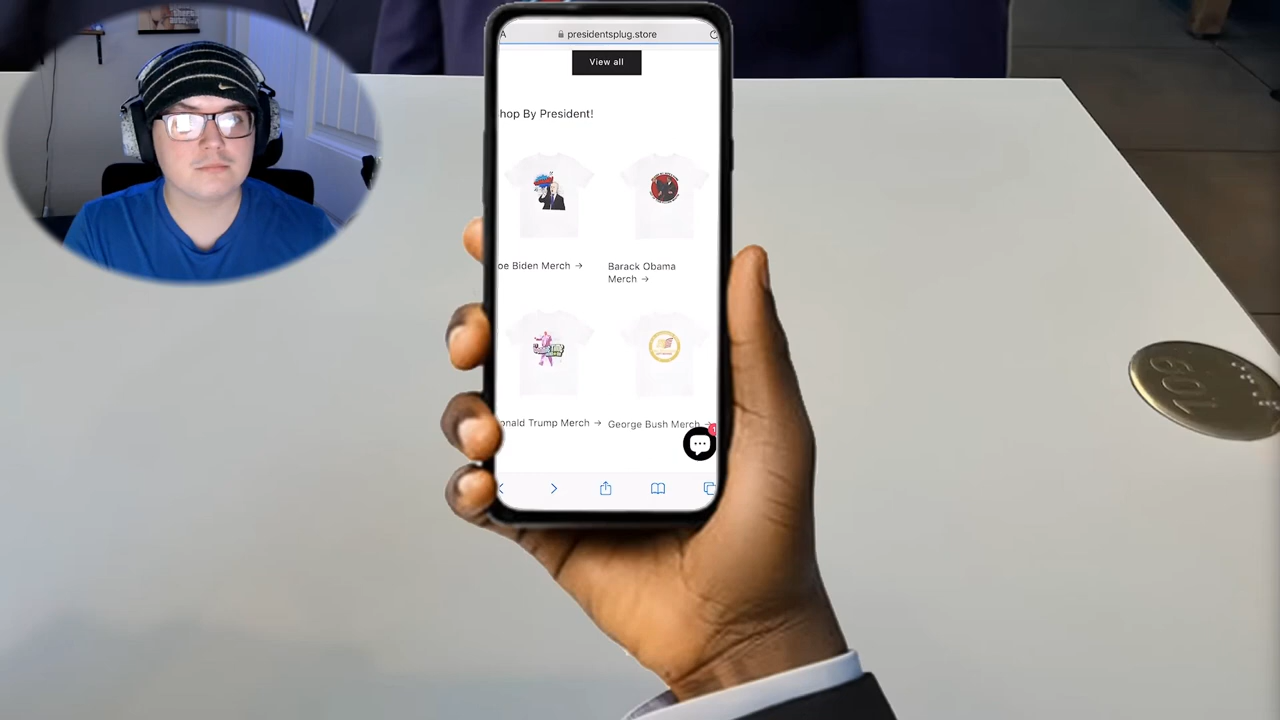 presidentsplug.store
View all
hop By President!
oe Biden Merch →
Barack Obama
Merch →
onald Trump Merch →
George Bush Merch →
109